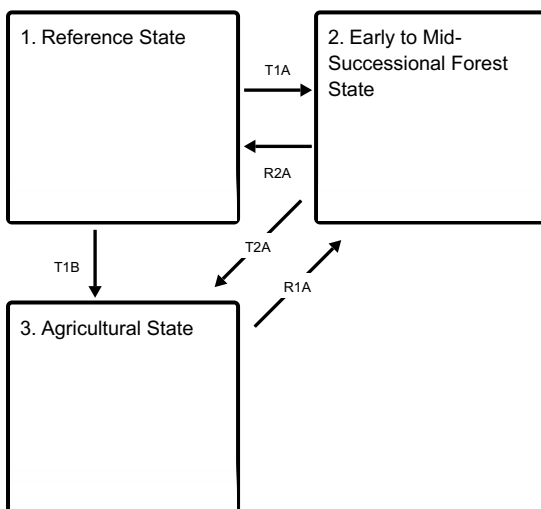 1. Reference State
2. Early to Mid-
Successional Forest
State
T1A
R2A
T1B
T2A
R1A
3. Agricultural State